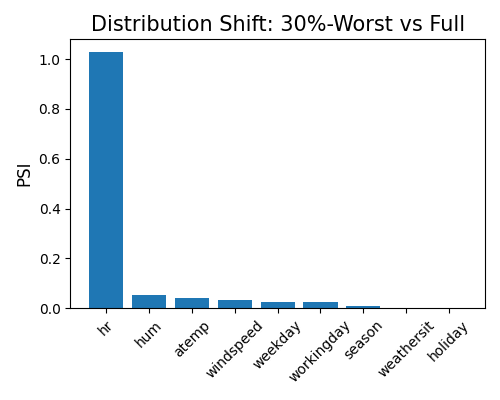 Distribution Shift: 30%-Worst vs Full
PSI
1.0
0.8
0.6
0.4
0.2
0.0
hr
hum
atemp
windspeed
weekday
workingday
season
weathersit
holiday